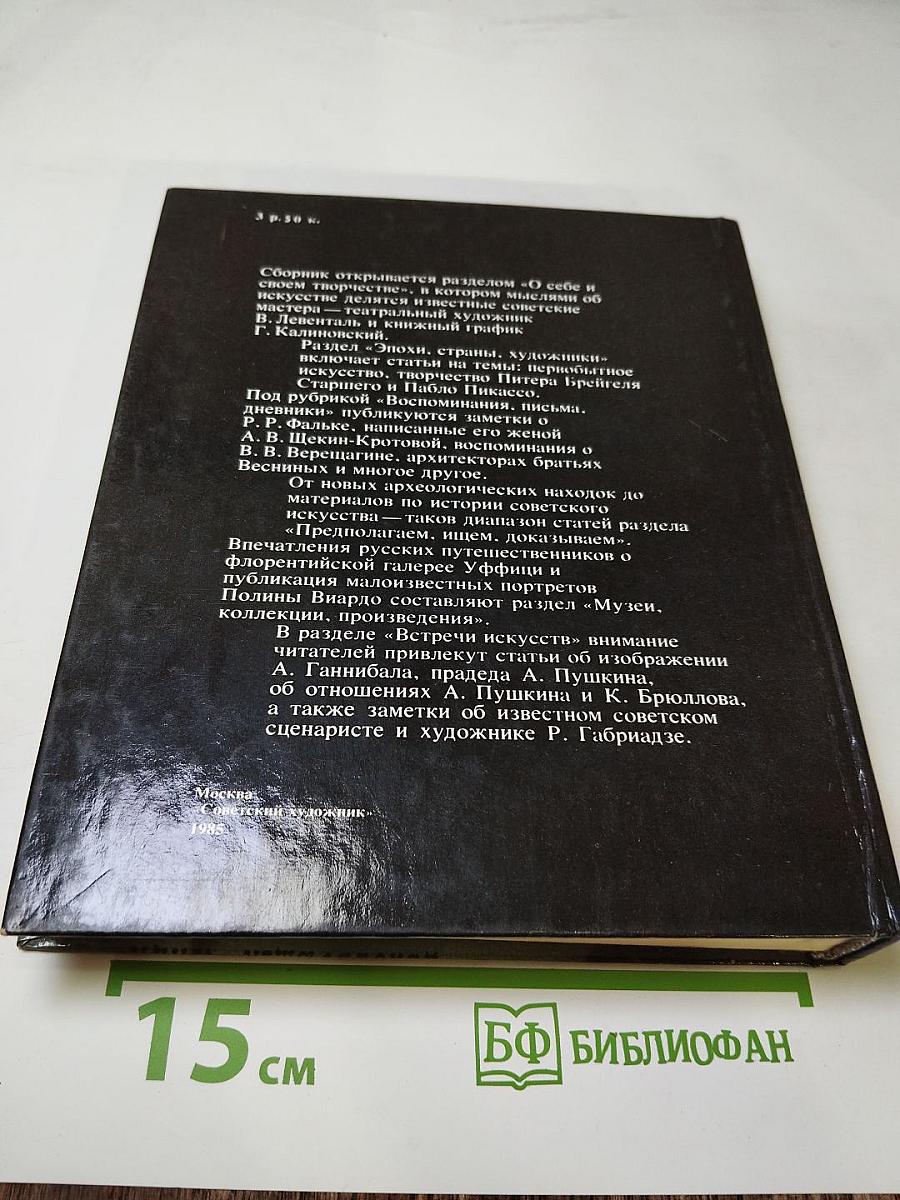 3 р. 50 к.
Сборник открывается разделом «О себе и
своем творчестве», в котором мыслями об
искусстве делятся известные советские
мастера — театральный художник
В. Левенталь и книжный график
Г. Калиновский.
Раздел «Эпохи, страны, художники»
включает статьи на темы: первобытное
искусство, творчество Питера Брейгеля
Старшего и Пабло Пикассо.
Под рубрикой «Воспоминания, письма,
дневники» публикуются заметки о
Р. Р. Фальке, написанные его женой
А. В. Щекин-Кротовой, воспоминания о
В. В. Верещагине, архитекторах братьях
Весниных и многое другое.
От новых археологических находок до
материалов по истории советского
искусства — таков диапазон статей раздела
«Предполагаем, ищем, доказываем».
Впечатления русских путешественников о
флорентийской галерее Уффици и
публикация малоизвестных портретов
Полины Виардо составляют раздел «Музеи,
коллекции, произведения».
В разделе «Встречи искусств» внимание
читателей привлекут статьи об изображении
А. Ганнибала, прадеда А. Пушкина,
об отношениях А. Пушкина и К. Брюллова,
а также заметки об известном советском
сценаристе и художнике Р. Габриадзе.
Москва
«Советский художник»
1985
15 см
БФ БИБЛИОФАН